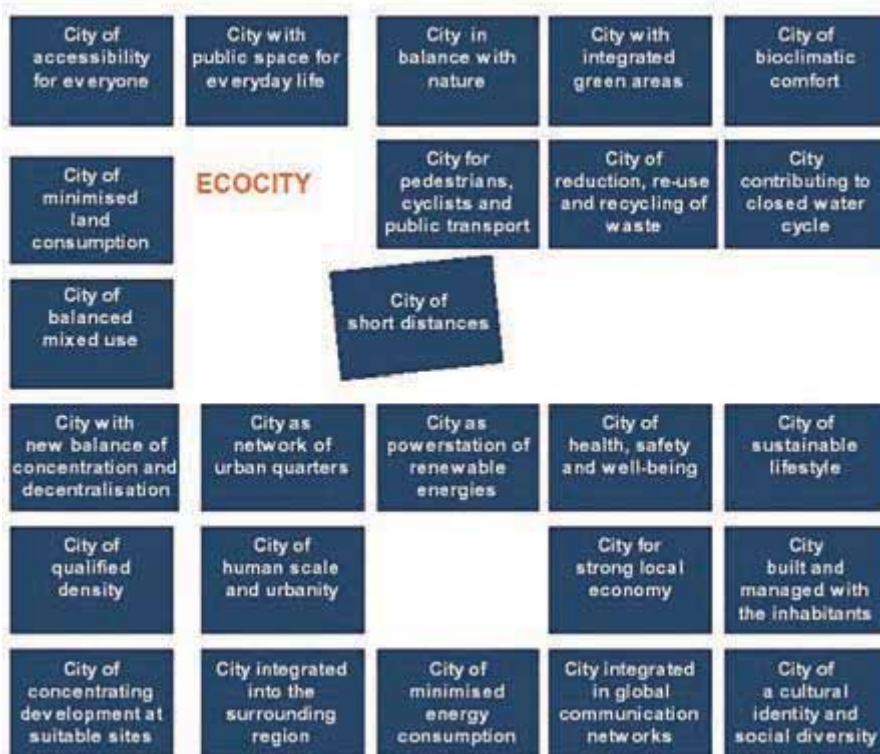 City of
accessibility
for everyone
City with
public space for
everyday life
City in
balance with
nature
City with
integrated
green areas
City of
bioclimatic
comfort
City of
minimised
land
consumption
ECOCITY
City for
pedestrians,
cyclists and
public transport
City of
reduction, re-use
and recycling of
waste
City
contributing to
closed water
cycle
City of
balanced
mixed use
City of
short distances
City with
new balance of
concentration and
decentralisation
City as
network of
urban quarters
City as
powerstation of
renewable
energies
City of
health, safety
and well-being
City of
sustainable
lifestyle
City of
qualified
density
City of
human scale
and urbanity
City for
strong local
economy
City
built and
managed with
the inhabitants
City of
concentrating
development at
suitable sites
City integrated
into the
surrounding
region
City of
minimised
energy
consumption
City integrated
in global
communication
networks
City of
a cultural
identity and
social diversity